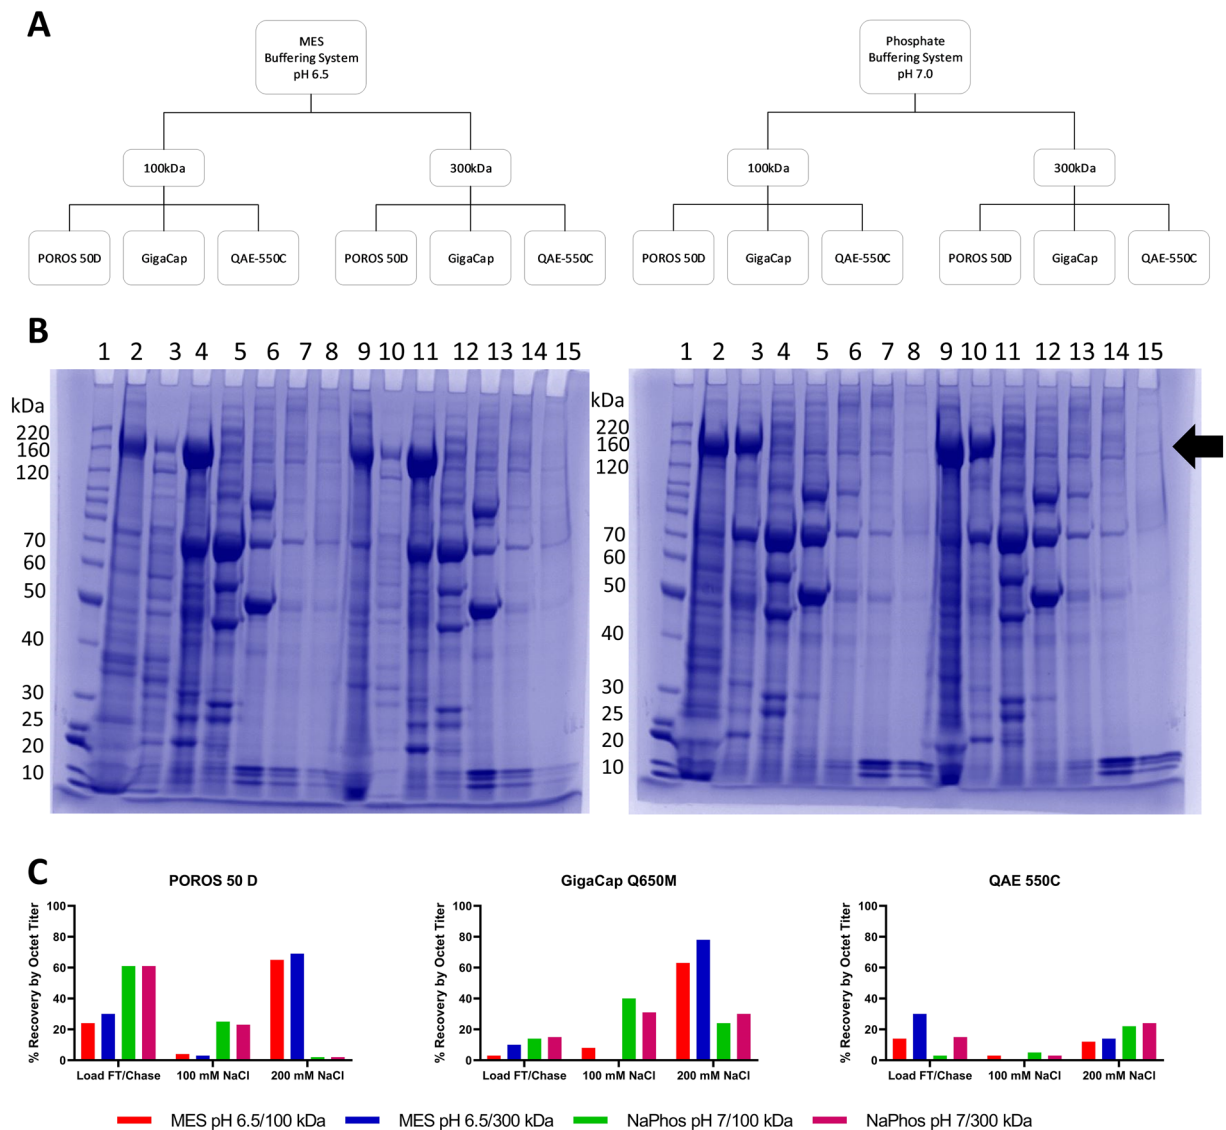 A
MES
Buffering System
pH 6.5
Phosphate
Buffering System
pH 7.0
100kDa
300kDa
100kDa
300kDa
POROS 50D
GigaCap
QAE-550C
POROS 50D
GigaCap
QAE-550C
POROS 50D
GigaCap
QAE-550C
POROS 50D
GigaCap
QAE-550C
B
1 2 3 4 5 6 7 8 9 10 11 12 13 14 15
kDa
220
160
120
70
60
50
40
30
25
20
10
1 2 3 4 5 6 7 8 9 10 11 12 13 14 15
kDa
220
160
120
70
60
50
40
30
25
20
10
C
POROS 50 D
% Recovery by Octet Titer
100
80
60
40
20
0
Load FT/Chase 100 mM NaCl 200 mM NaCl
GigaCap Q650M
% Recovery by Octet Titer
100
80
60
40
20
0
Load FT/Chase 100 mM NaCl 200 mM NaCl
QAE 550C
% Recovery by Octet Titer
100
80
60
40
20
0
Load FT/Chase 100 mM NaCl 200 mM NaCl
MES pH 6.5/100 kDa MES pH 6.5/300 kDa NaPhos pH 7/100 kDa NaPhos pH 7/300 kDa